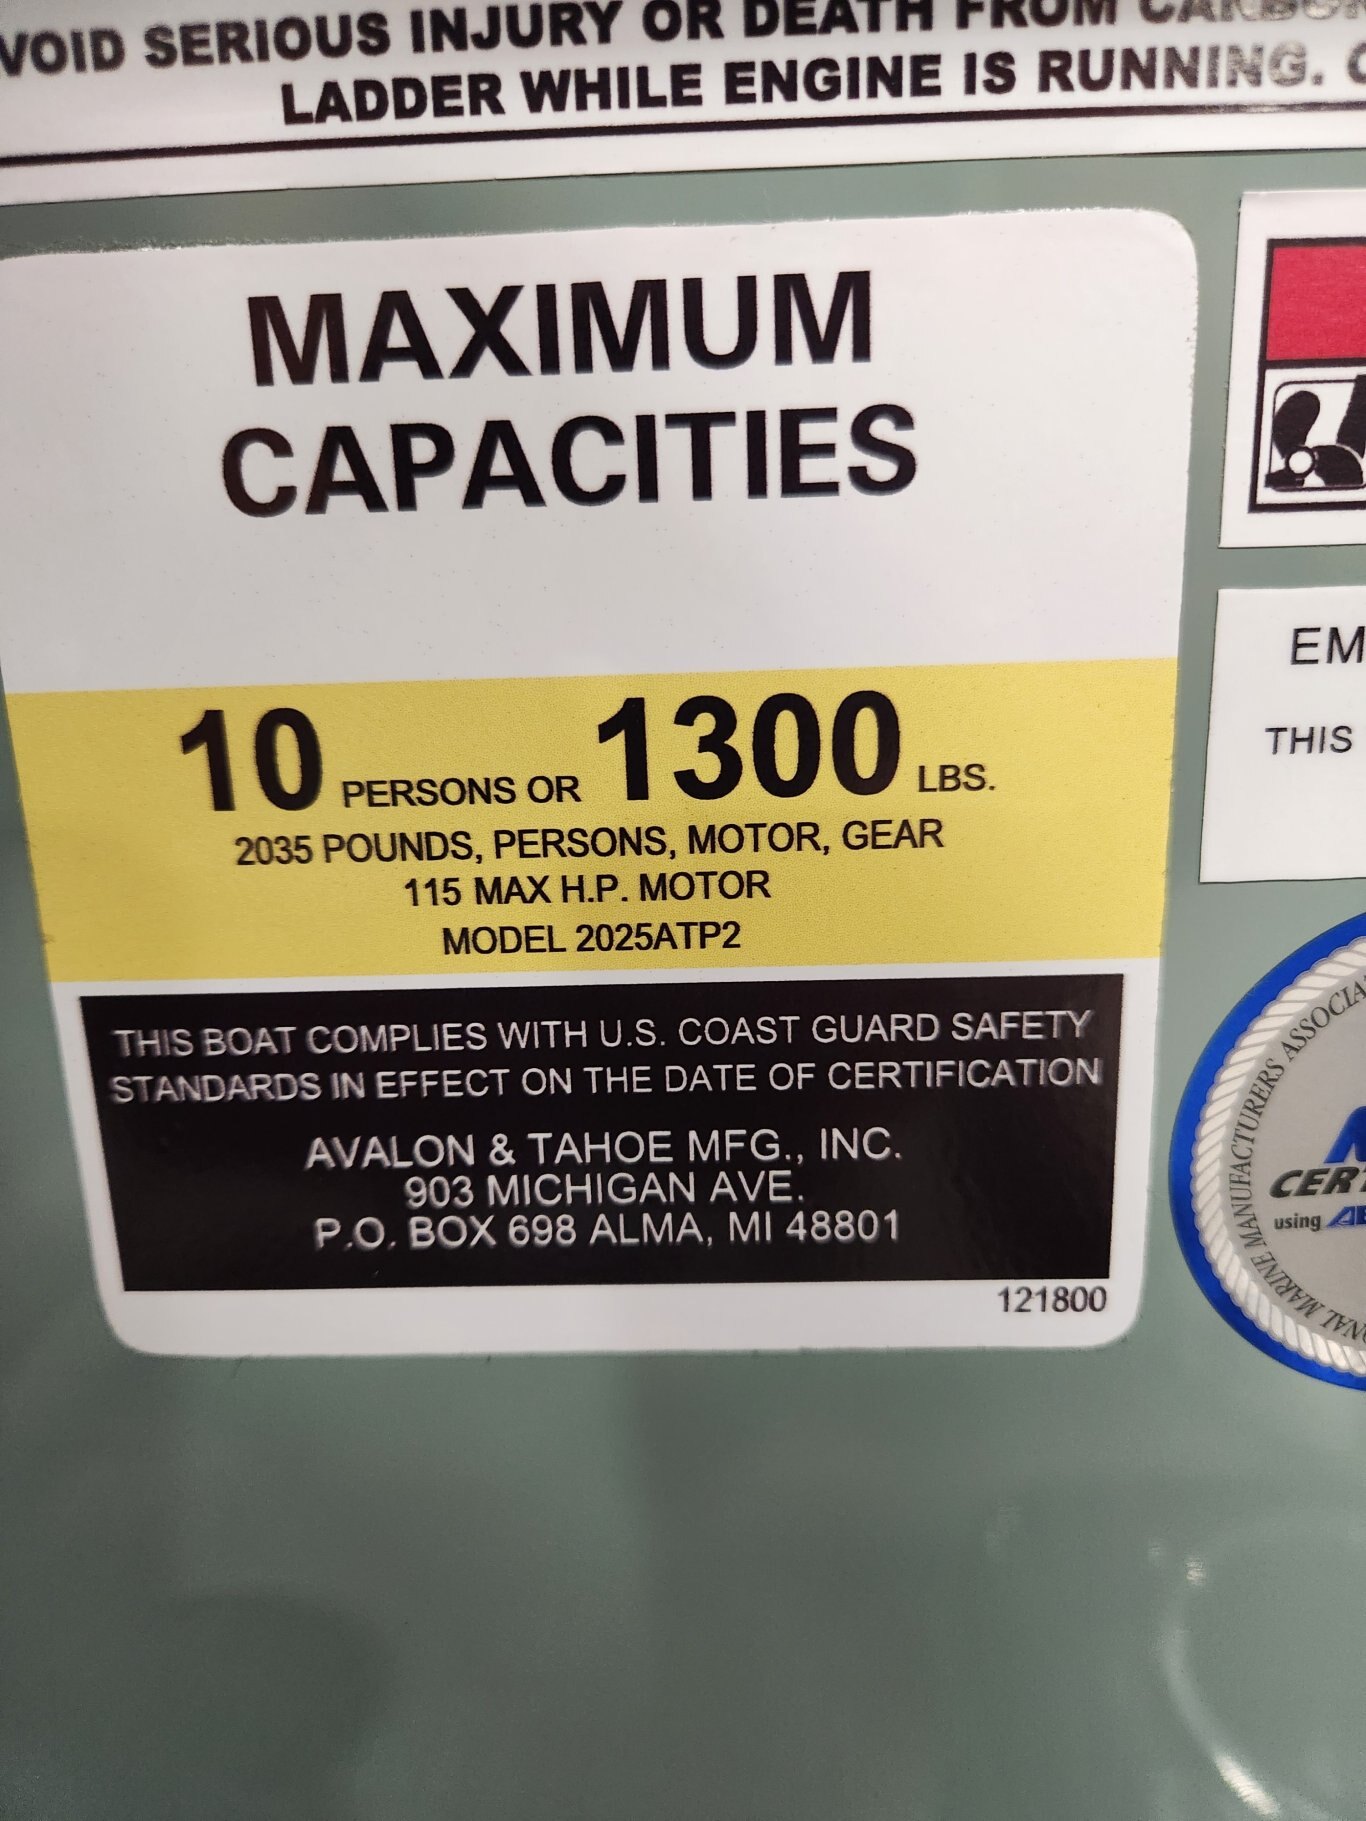 VOID SERIOUS INJURY OR DEATH FROM
LADDER WHILE ENGINE IS RUNNING.
MAXIMUM
CAPACITIES
10 PERSONS OR 1300 LBS.
2035 POUNDS, PERSONS, MOTOR, GEAR
115 MAX H.P. MOTOR
MODEL 2025ATP2
THIS BOAT COMPLIES WITH U.S. COAST GUARD SAFETY
STANDARDS IN EFFECT ON THE DATE OF CERTIFICATION
AVALON & TAHOE MFG., INC.
903 MICHIGAN AVE.
P.O. BOX 698 ALMA, MI 48801
121800
EM
THIS
MARINE MANUFACTURERS
CERT
using